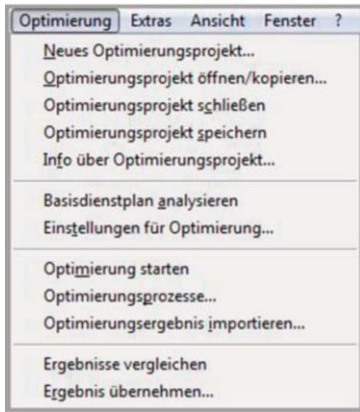 Optimierung Extras Ansicht Fenster ?
Neues Optimierungsprojekt...
Optimierungsprojekt öffnen/kopieren...
Optimierungsprojekt schließen
Optimierungsprojekt speichern
Info über Optimierungsprojekt...
Basisdienstplan analysieren
Einstellungen für Optimierung...
Optimierung starten
Optimierungsprozesse...
Optimierungsergebnis importieren...
Ergebnisse vergleichen
Ergebnis übernehmen...